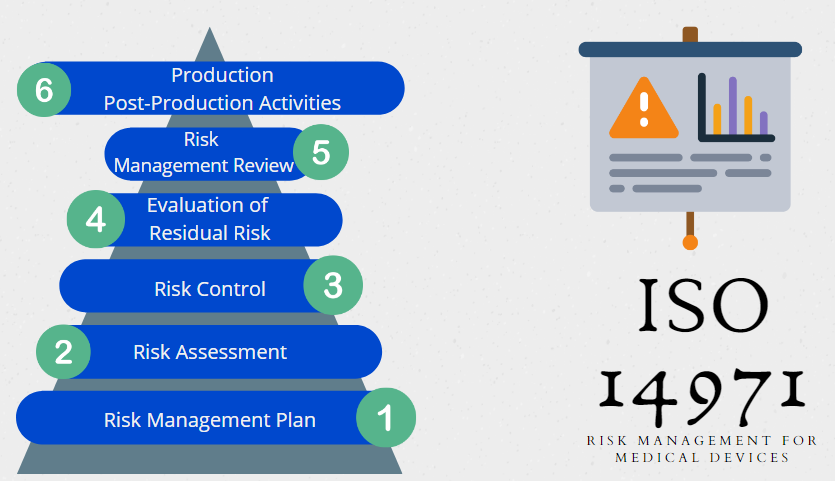 6
Production
Post-Production Activities
Risk
Management Review
5
4
Evaluation of
Residual Risk
Risk Control
3
2
Risk Assessment
Risk Management Plan
1
ISO
14971
RISK MANAGEMENT FOR
MEDICAL DEVICES